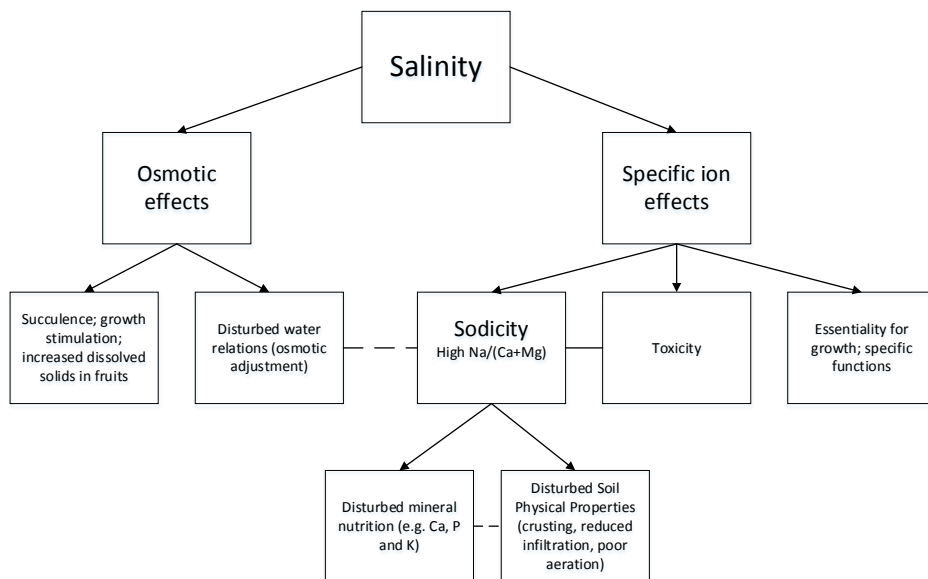 Salinity
Osmotic
effects
Specific ion
effects
Succulence; growth
stimulation;
increased dissolved
solids in fruits
Disturbed water
relations (osmotic
adjustment)
Sodicity
High Na/(Ca+Mg)
Toxicity
Essentiality for
growth; specific
functions
Disturbed mineral
nutrition (e.g. Ca, P
and K)
Disturbed Soil
Physical Properties
(crusting, reduced
infiltration, poor
aeration)